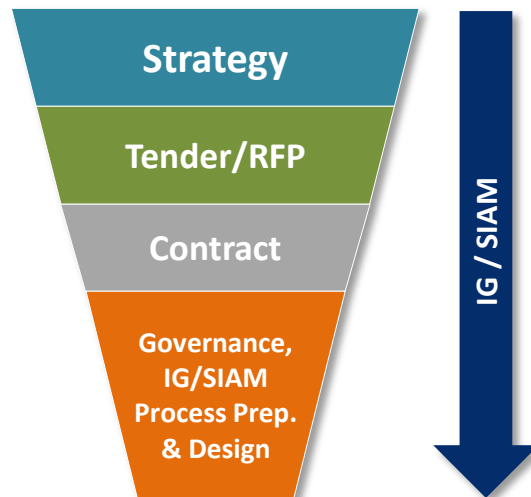 Strategy
Tender/RFP
Contract
Governance,
IG/SIAM
Process Prep.
& Design
IG / SIAM